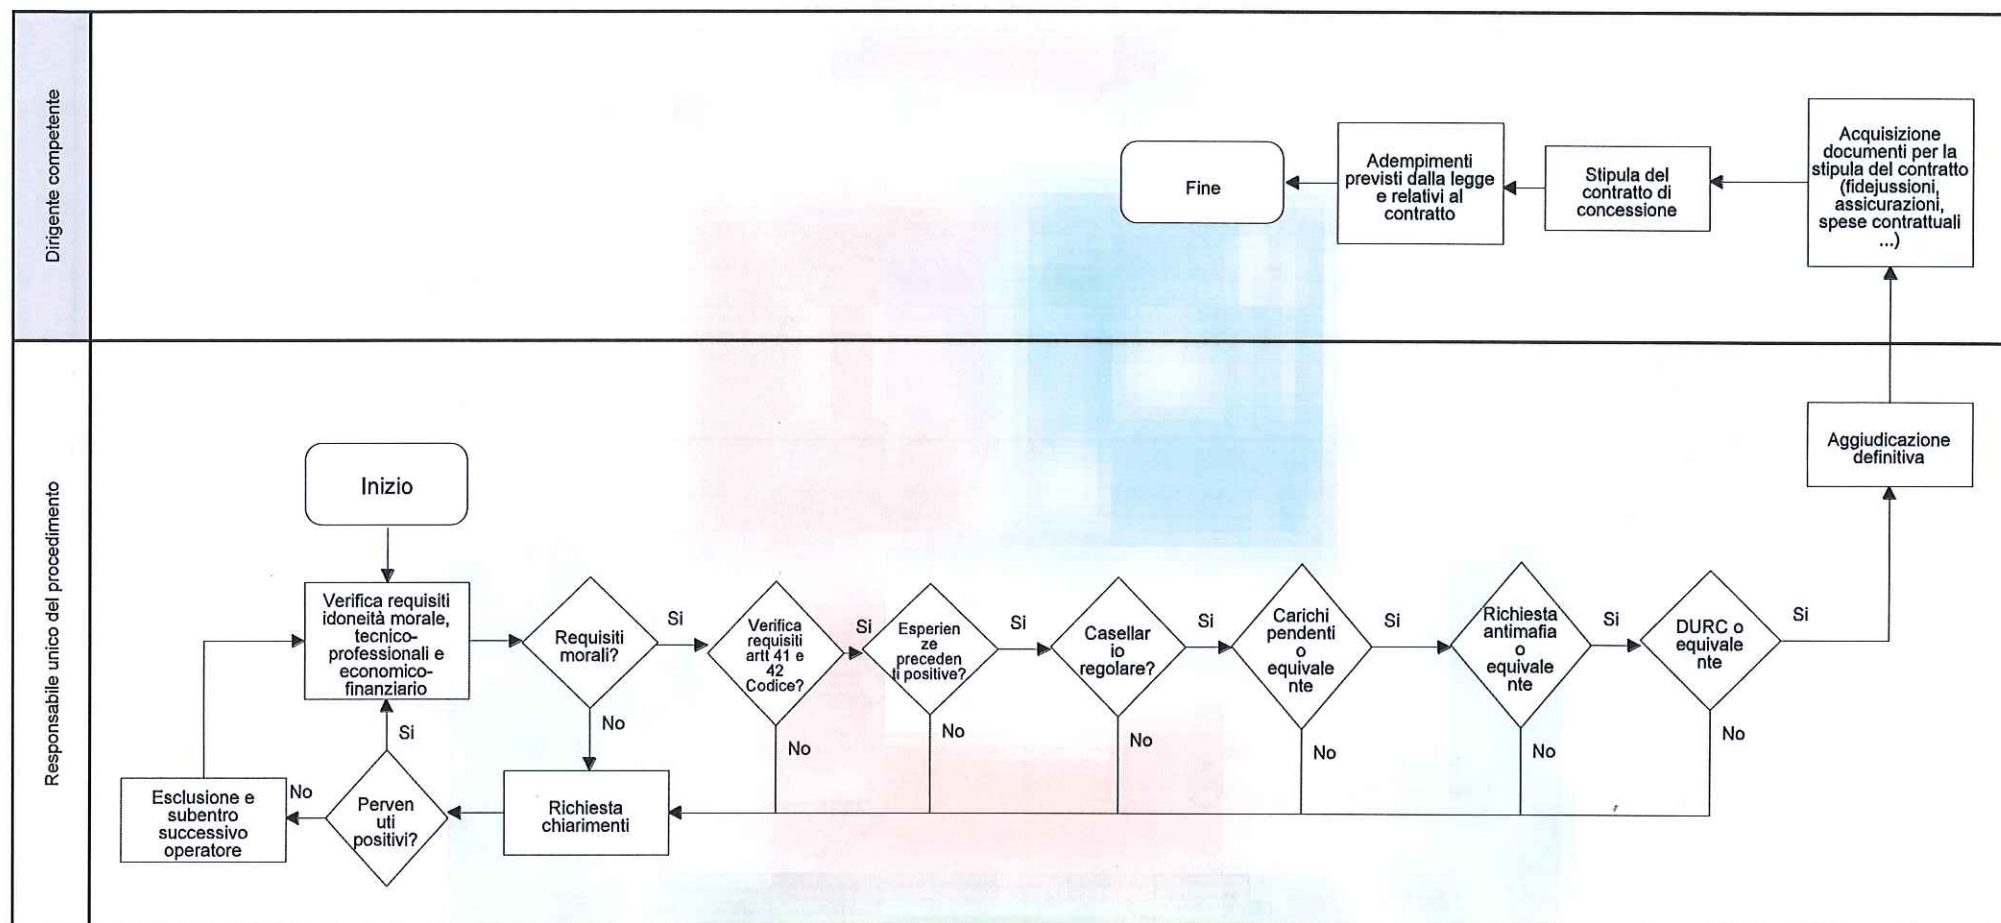 Dirigente competente
Fine
Adempimenti
previsti dalla legge
e relativi al
contratto
Stipula del
contratto di
concessione
Acquisizione
documenti per la
stipula del contratto
(fidejussioni,
assicurazioni,
spese contrattuali
...)
Responsabile unico del procedimento
Aggiudicazione
definitiva
Inizio
Verifica requisiti
idoneità morale,
tecnico-
professionali e
economico-
finanziario
Requisiti
morali?
Si
No
Verifica
requisiti
artt 41 e
42
Codice?
Si
No
Esperien
ze
preceden
ti positive?
Si
No
Casellar
io
regolare?
Si
No
Carichi
pendenti
o
equivale
nte
Si
No
Richiesta
antimafia
o
equivale
nte
Si
No
DURC o
equivale
nte
Si
No
Richiesta
chiarimenti
Perven
uti
positivi?
Si
No
Esclusione e
subentro
successivo
operatore